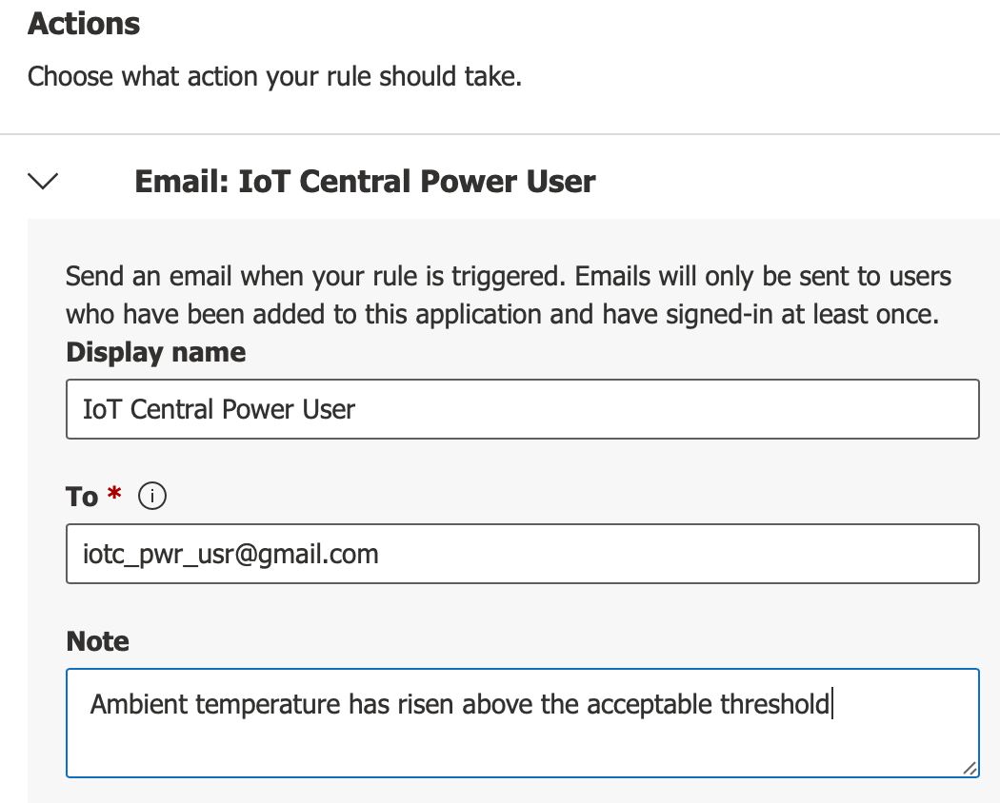 Actions
Choose what action your rule should take.
Email: IoT Central Power User
Send an email when your rule is triggered. Emails will only be sent to users
who have been added to this application and have signed-in at least once.
Display name
IoT Central Power User
To *
iotc_pwr_usr@gmail.com
Note
Ambient temperature has risen above the acceptable threshold